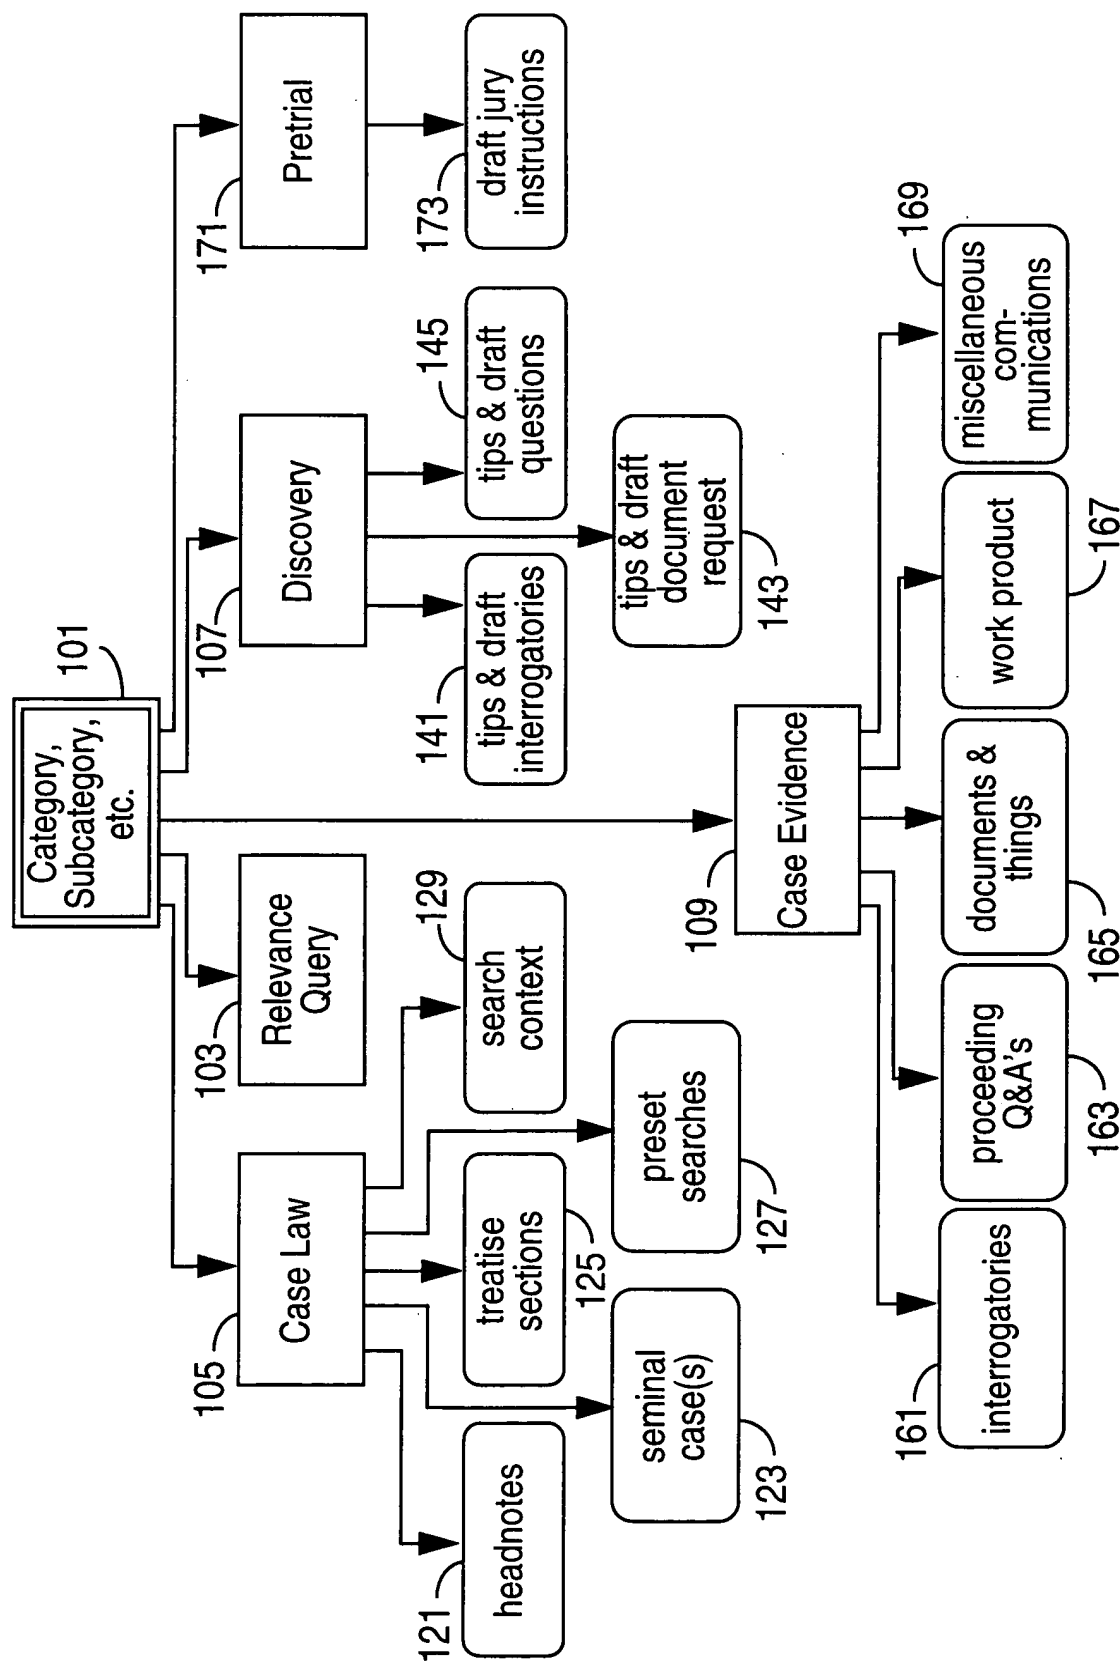 101
Category,
Subcategory,
etc.
105
Case Law
103
Relevance
Query
107
Discovery
171
Pretrial
121
headnotes
treatise
sections
125
129
search
context
141
tips & draft
interrogatories
145
tips & draft
questions
173
draft jury
instructions
seminal
case(s)
123
preset
searches
127
tips & draft
document
request
143
109
Case Evidence
161
interrogatories
proceeding
Q&A's
163
documents &
things
165
work product
167
169
miscellaneous
com-
munications